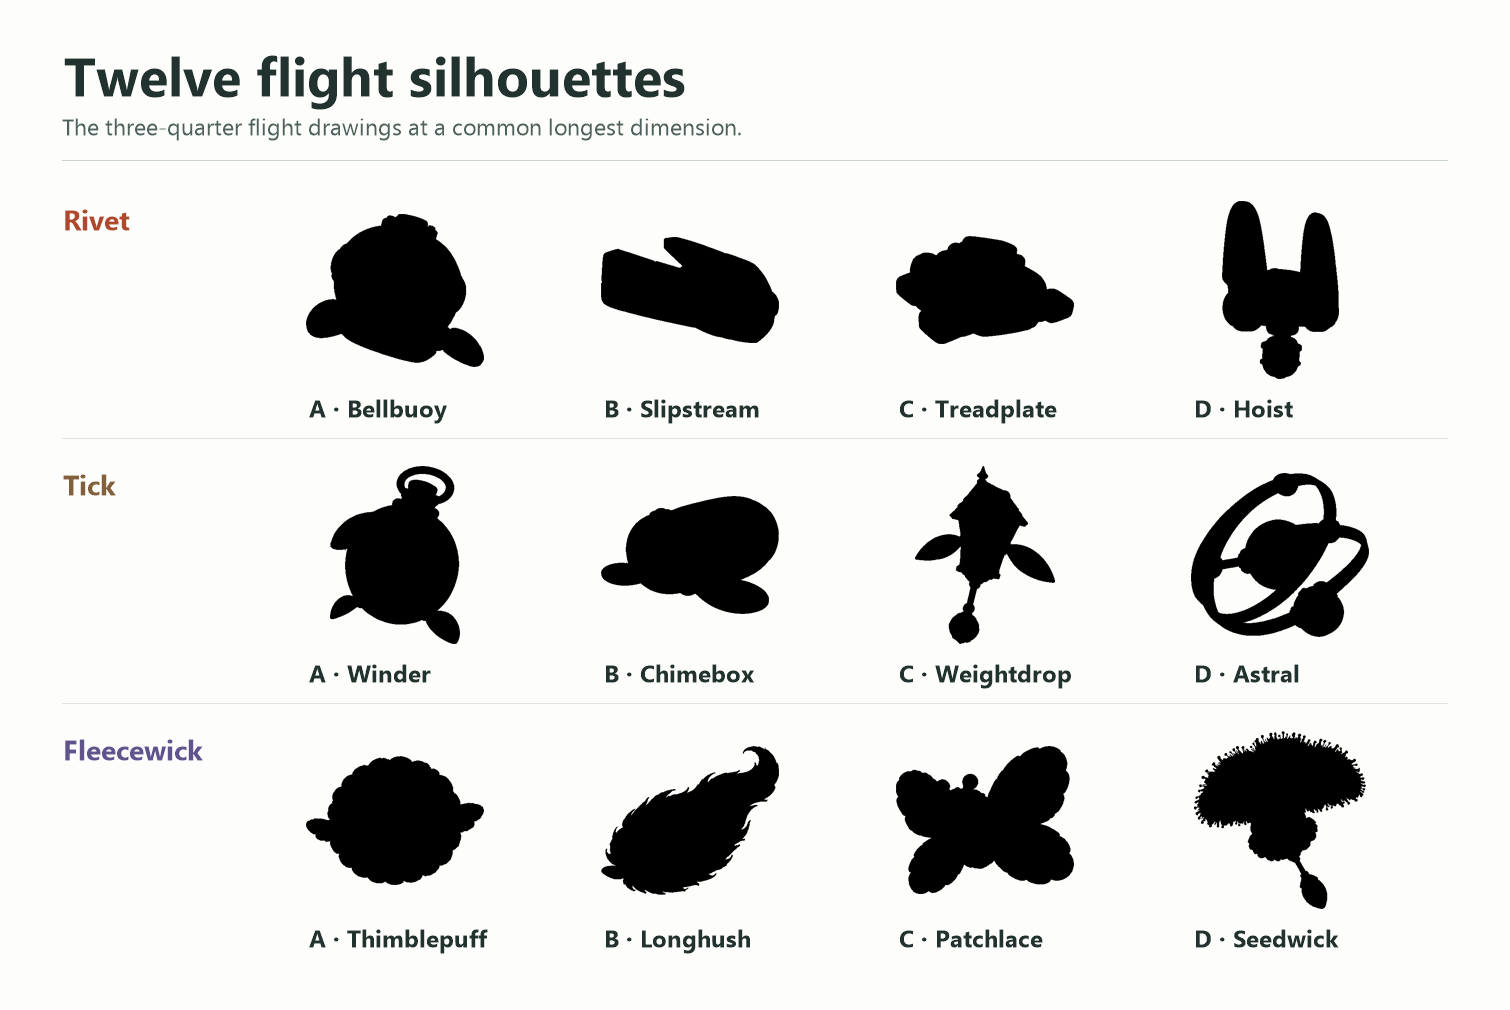 Twelve flight silhouettes
The three-quarter flight drawings at a common longest dimension.
Rivet
A · Bellbuoy
B · Slipstream
C · Treadplate
D · Hoist
Tick
A · Winder
B · Chimebox
C · Weightdrop
D · Astral
Fleecewick
A · Thimblepuff
B · Longhush
C · Patchlace
D · Seedwick